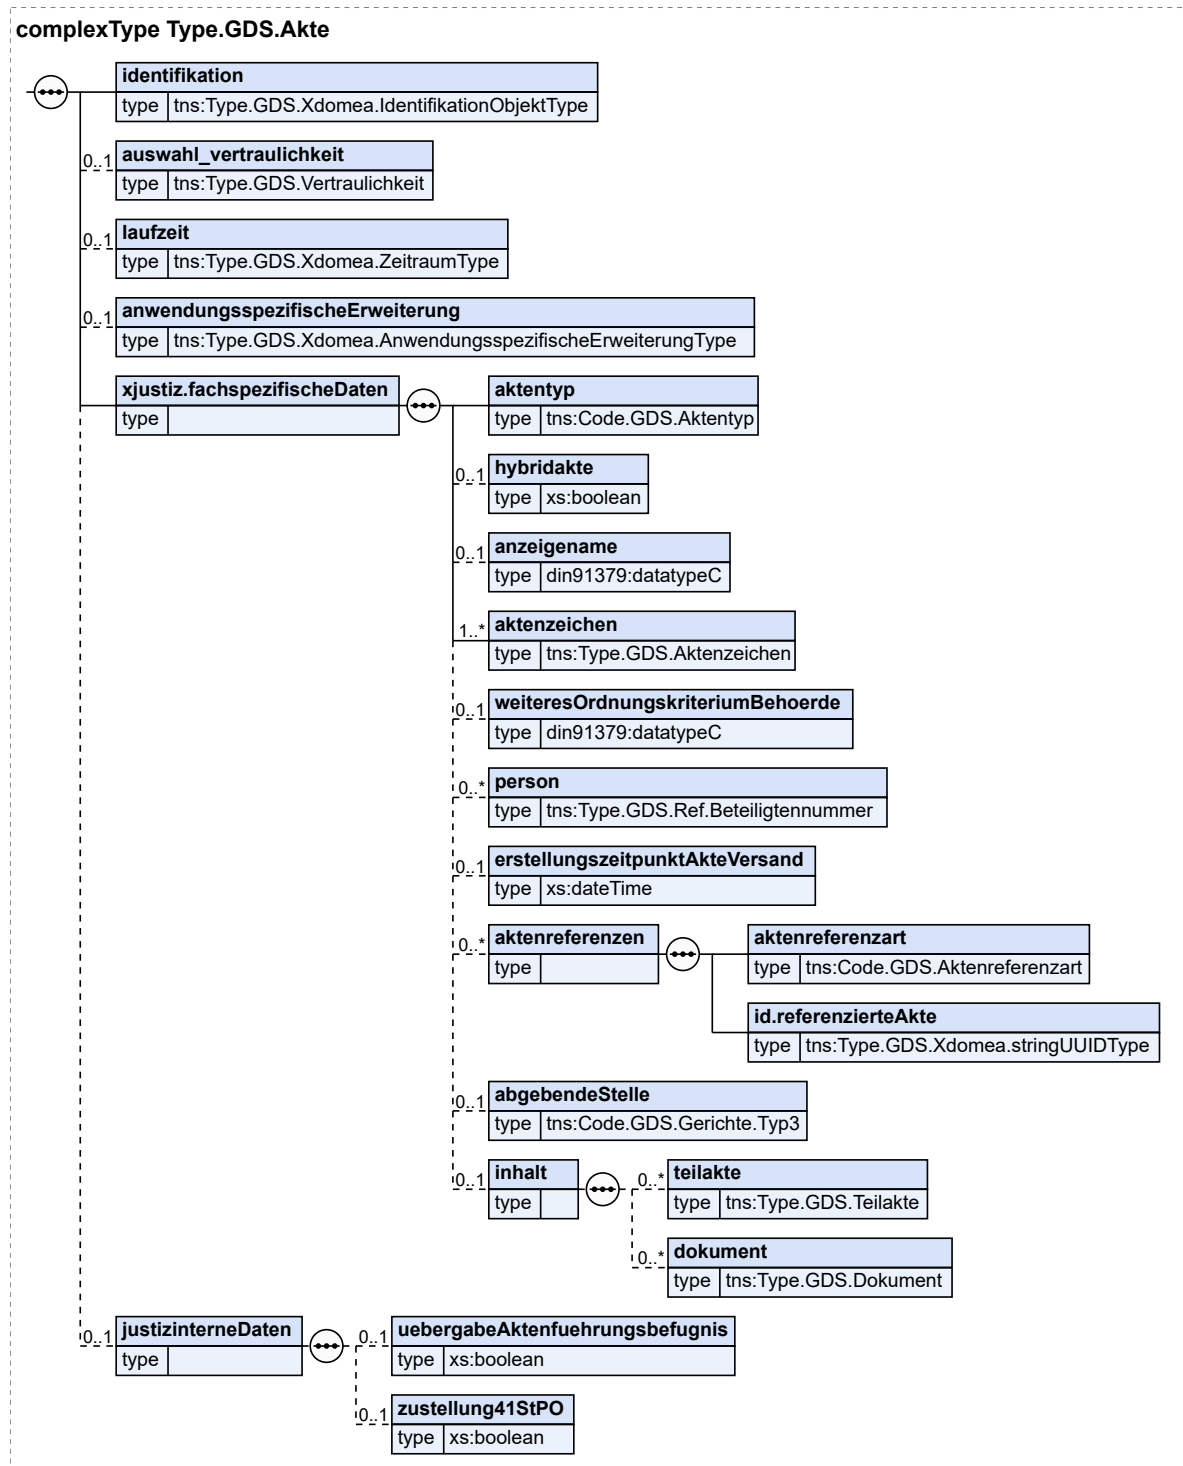 complexType Type.GDS.Akte
identifikation
type tns:Type.GDS.Xdomea.IdentifikationObjektType
0..1 auswahl_vertraulichkeit
type tns:Type.GDS.Vertraulichkeit
0..1 laufzeit
type tns:Type.GDS.Xdomea.ZeitraumType
0..1 anwendungsspezifischeErweiterung
type tns:Type.GDS.Xdomea.AnwendungsspezifischeErweiterungType
xjustiz.fachspezifischeDaten
type
aktentyp
type tns:Code.GDS.Aktentyp
0..1 hybridakte
type xs:boolean
0..1 anzeigename
type din91379:datatypeC
1..* aktenzeichen
type tns:Type.GDS.Aktenzeichen
0..1 weiteresOrdnungskriteriumBehoerde
type din91379:datatypeC
0..* person
type tns:Type.GDS.Ref.Beteiligtennummer
0..1 erstellungszeitpunktAkteVersand
type xs:dateTime
0..* aktenreferenzen
type
aktenreferenzart
type tns:Code.GDS.Aktenreferenzart
id.referenzierteAkte
type tns:Type.GDS.Xdomea.stringUUIDType
0..1 abgebendeStelle
type tns:Code.GDS.Gerichte.Typ3
0..1 inhalt
type
0..* teilakte
type tns:Type.GDS.Teilakte
0..* dokument
type tns:Type.GDS.Dokument
0..1 justizinterneDaten
type
0..1 uebergabeAktenfuehrungsbefugnis
type xs:boolean
0..1 zustellung41StPO
type xs:boolean